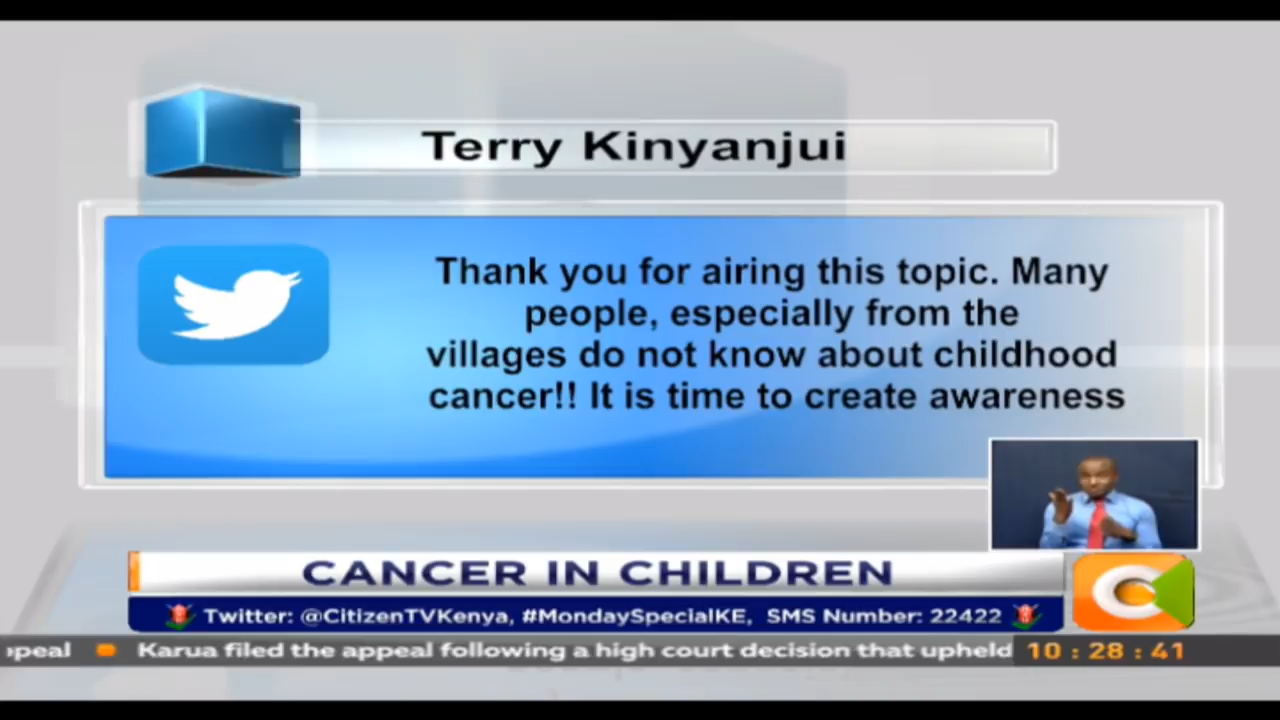 Terry Kinyanjui
Thank you for airing this topic. Many
people, especially from the
villages do not know about childhood
cancer!! It is time to create awareness
CANCER IN CHILDREN
Twitter: @CitizenTVKenya, #MondaySpecialKE, SMS Number: 22422
Karua filed the appeal following a high court decision that upheld
10 : 28 : 41